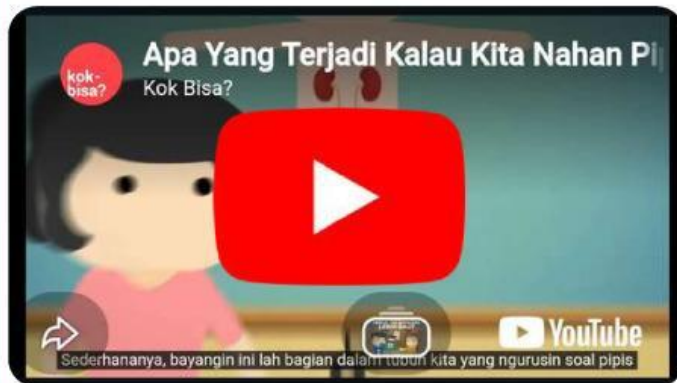 kok-
bisa?
Apa Yang Terjadi Kalau Kita Nahan Pi
Kok Bisa?
YouTube
Sederhananya, bayangin ini lah bagian dalam tubuh kita yang ngurusin soal pipis